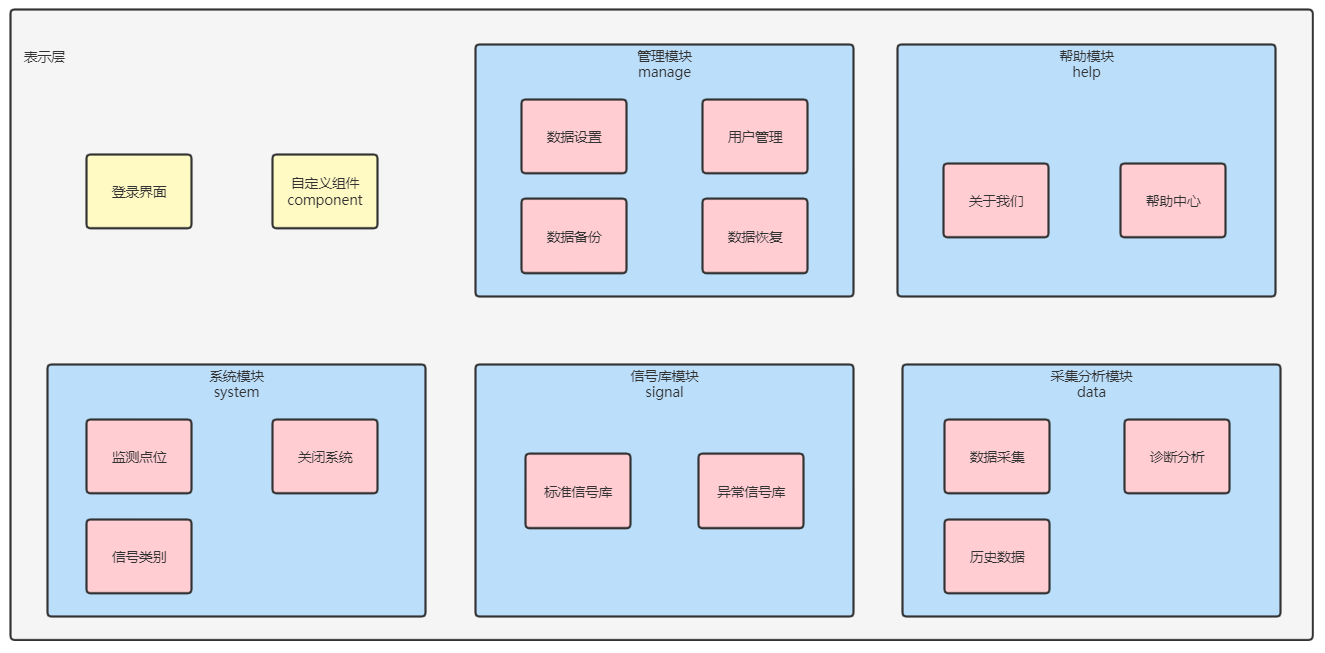 表示层
登录界面
自定义组件
component
管理模块
manage
数据设置
用户管理
数据备份
数据恢复
帮助模块
help
关于我们
帮助中心
系统模块
system
监测点位
关闭系统
信号类别
信号库模块
signal
标准信号库
异常信号库
采集分析模块
data
数据采集
诊断分析
历史数据